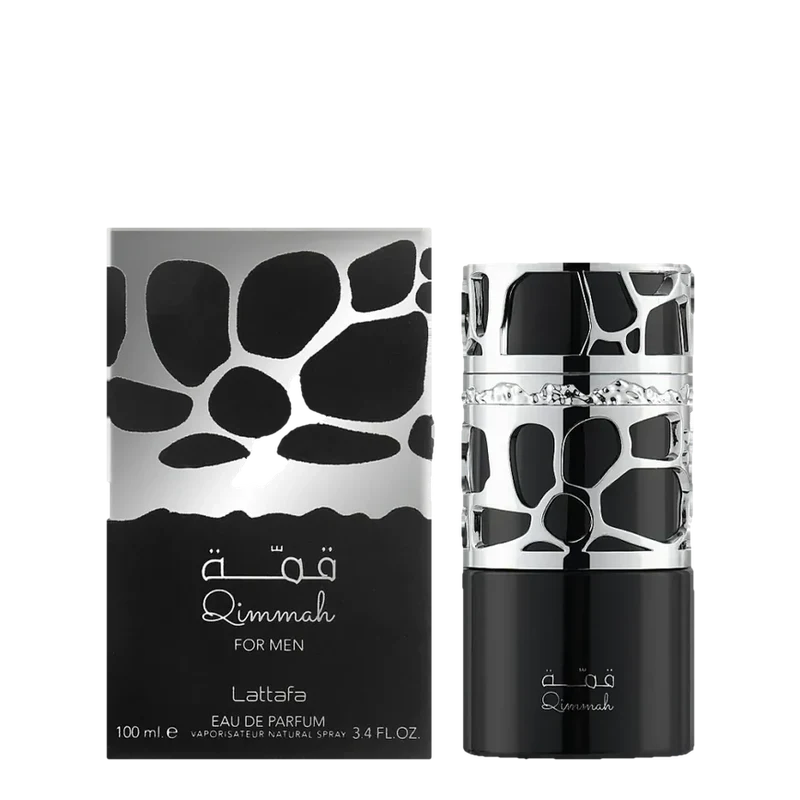 قمّة
Qimmah
FOR MEN
Lattafa
EAU DE PARFUM
100 ml. e VAPORISATEUR NATURAL SPRAY 3.4 FL.OZ.
قمّة
Qimmah